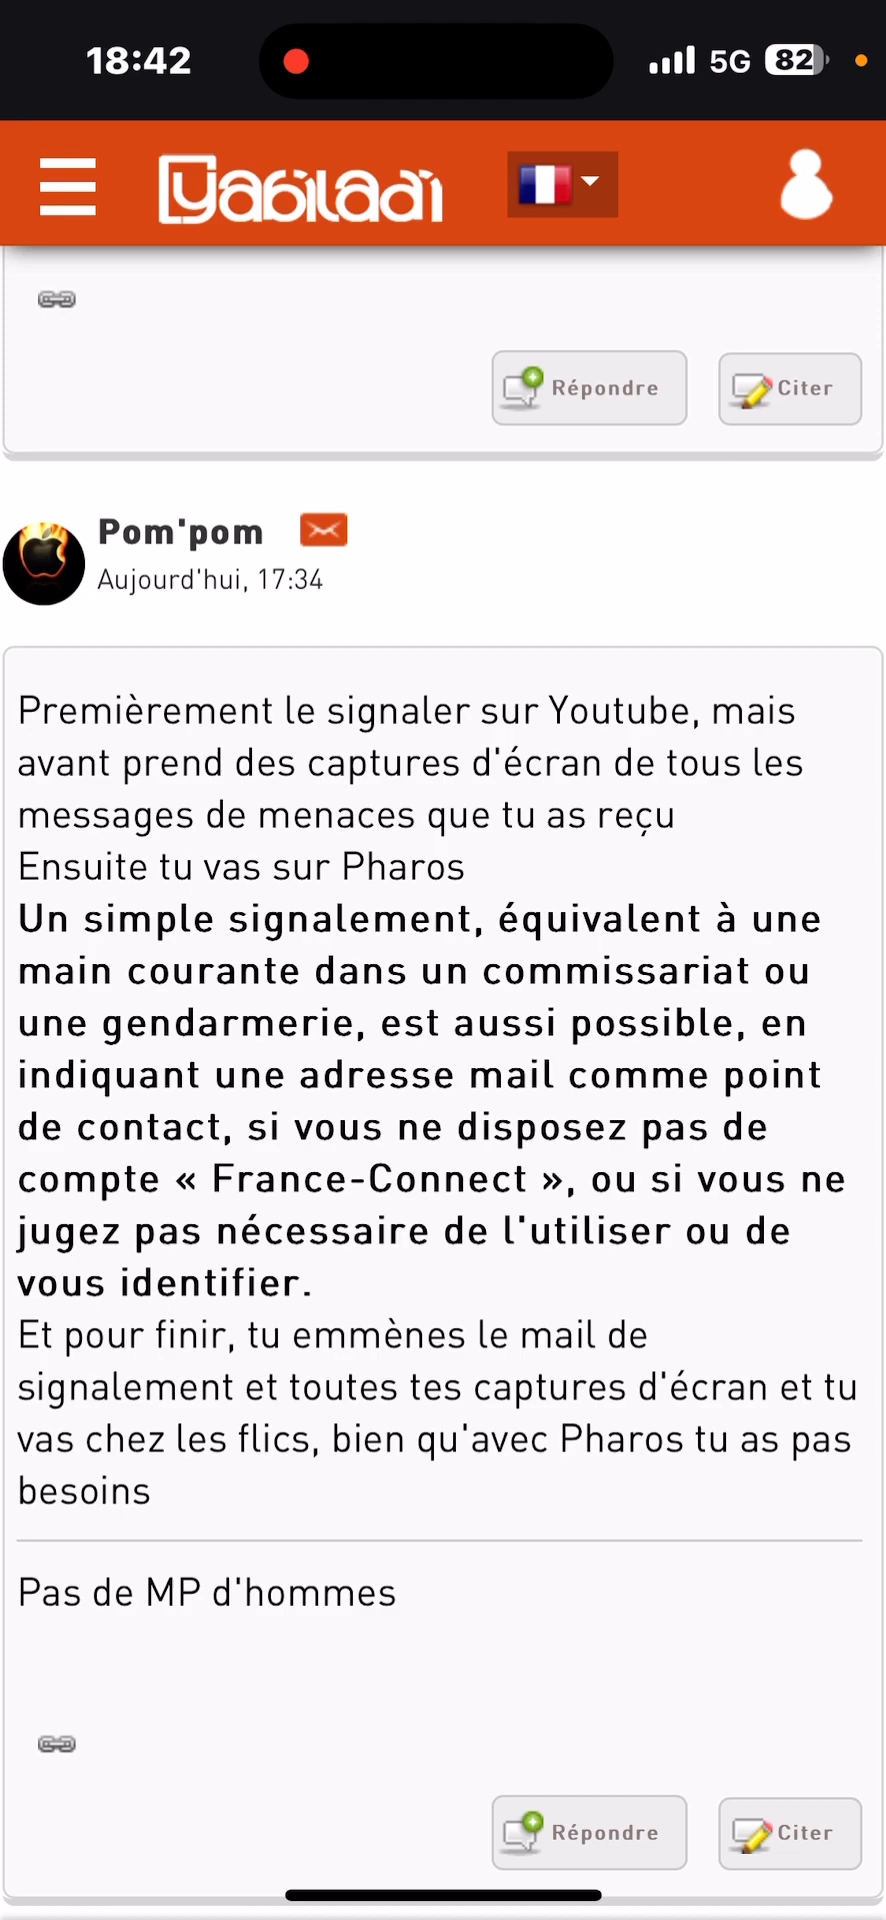 18:42
5G
82
Yabiladi
Répondre
Citer
Pom'pom
Aujourd'hui, 17:34
Premièrement le signaler sur Youtube, mais
avant prend des captures d'écran de tous les
messages de menaces que tu as reçu
Ensuite tu vas sur Pharos
Un simple signalement, équivalent à une
main courante dans un commissariat ou
une gendarmerie, est aussi possible, en
indiquant une adresse mail comme point
de contact, si vous ne disposez pas de
compte « France-Connect », ou si vous ne
jugez pas nécessaire de l'utiliser ou de
vous identifier.
Et pour finir, tu emmènes le mail de
signalement et toutes tes captures d'écran et tu
vas chez les flics, bien qu'avec Pharos tu as pas
besoins
Pas de MP d'hommes
Répondre
Citer